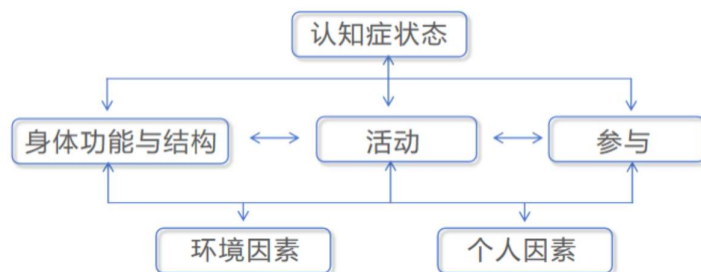 认知症状态
身体功能与结构
活动
参与
环境因素
个人因素